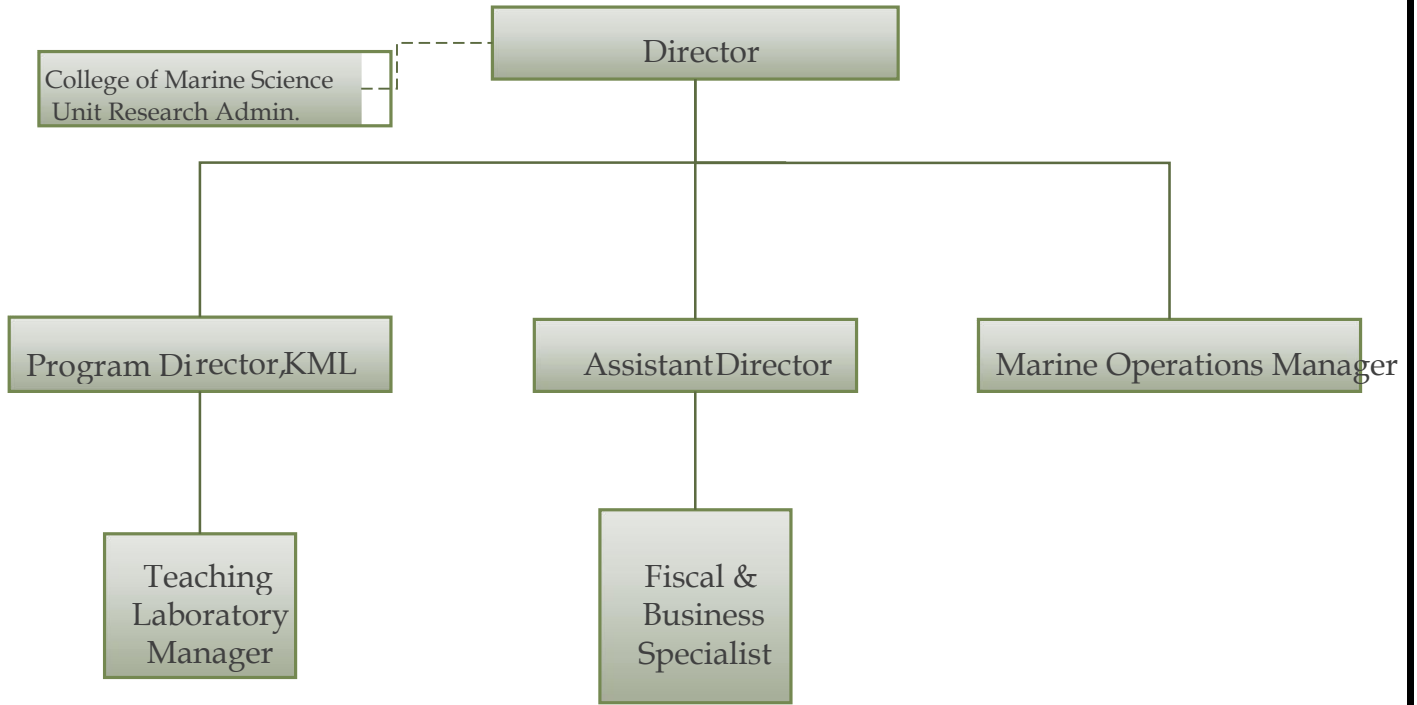 Director
College of Marine Science
Unit Research Admin.
Program Director,KML
AssistantDirector
Marine Operations Manager
Teaching
Laboratory
Manager
Fiscal &
Business
Specialist